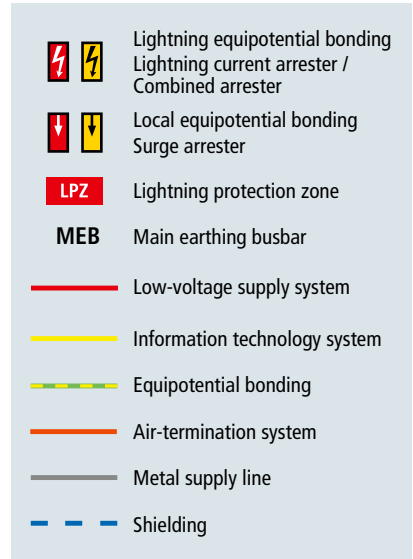 Lightning equipotential bonding
Lightning current arrester /
Combined arrester
Local equipotential bonding
Surge arrester
LPZ Lightning protection zone
MEB Main earthing busbar
Low-voltage supply system
Information technology system
Equipotential bonding
Air-termination system
Metal supply line
Shielding